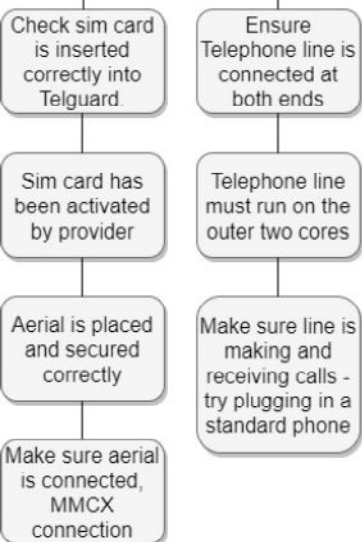 Check sim card
is inserted
correctly into
Telguard.
Sim card has
been activated
by provider
Aerial is placed
and secured
correctly
Make sure aerial
is connected,
MMCX
connection
Ensure
Telephone line is
connected at
both ends
Telephone line
must run on the
outer two cores
Make sure line is
making and
receiving calls -
try plugging in a
standard phone